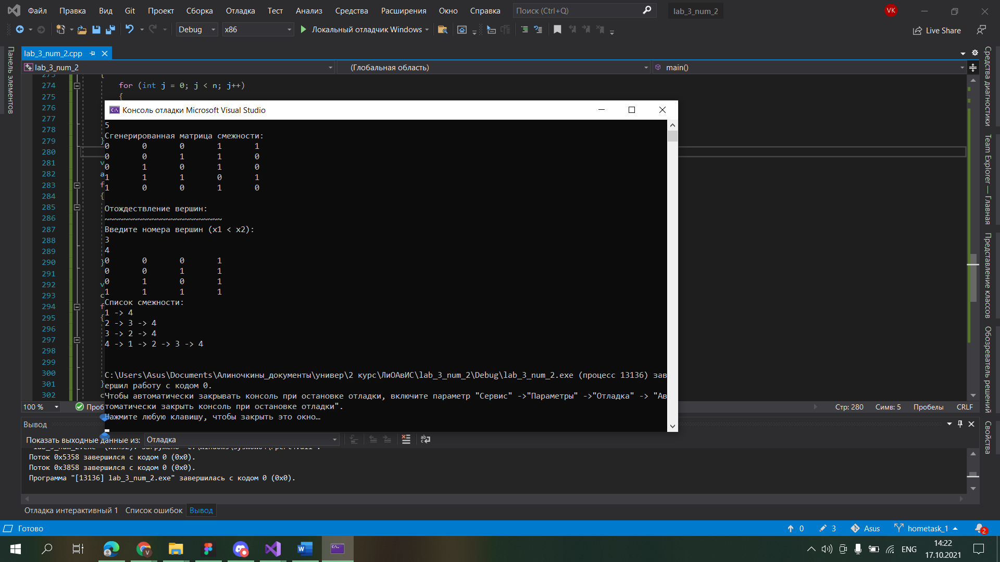 Файл Правка Вид Git Проект Сборка Отладка Тест Анализ Средства Расширения Окно Справка Поиск (Ctrl+Q) lab_3_num_2 VK
Debug x86 Локальный отладчик Windows Live Share
lab_3_num_2.cpp
lab_3_num_2 (Глобальная область) main()
Панель элементов
274 for (int j = 0; j < n; j++)
275 {
276
277
278
279 }
280
281 v
282 a
283 f
284 {
285
286
287
288
289
290 }
291
292 v
293 c
294 f
295 {
296
297
298
299
300
301 }
302 c
Консоль отладки Microsoft Visual Studio
5
Сгенерированная матрица смежности:
0 0 0 1 1
0 0 1 1 0
0 1 0 1 0
1 1 1 0 1
1 0 0 1 0
Отождествление вершин:
~~~~~~~~~~~~~~~~~~~~~~~~~
Введите номера вершин (x1 < x2):
3
4
0 0 0 1
0 0 1 1
0 1 0 1
1 1 1 1
Список смежности:
1 -> 4
2 -> 3 -> 4
3 -> 2 -> 4
4 -> 1 -> 2 -> 3 -> 4
C:\Users\Asus\Documents\Алиночкины_документы\универ\2 курс\ЛиОАвИС\lab_3_num_2\Debug\lab_3_num_2.exe (процесс 13136) зав
ершил работу с кодом 0.
Чтобы автоматически закрывать консоль при остановке отладки, включите параметр "Сервис" ->"Параметры" ->"Отладка" -> "Ав
томатически закрыть консоль при остановке отладки".
Нажмите любую клавишу, чтобы закрыть это окно…
Средства диагностики
Team Explorer — Главная
Представление классов
Обозреватель решений
Свойства
100 % Проб Стр: 280 Симв: 5 Пробелы CRLF
Вывод
Показать выходные данные из: Отладка
Поток 0x5358 завершился с кодом 0 (0x0).
Поток 0x3858 завершился с кодом 0 (0x0).
Программа "[13136] lab_3_num_2.exe" завершилась с кодом 0 (0x0).
Отладка интерактивный 1 Список ошибок Вывод
Готово 0 3 Asus hometask_1 2
ENG 14:22
17.10.2021